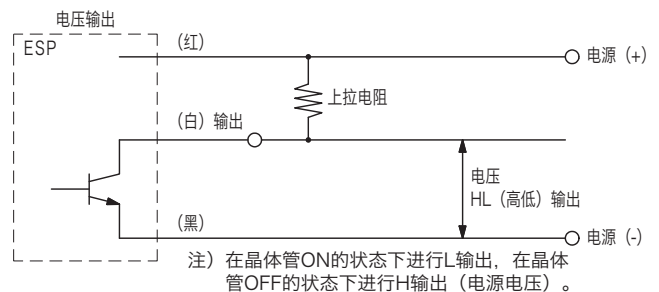 电压输出
ESP
（红）
电源（+）
上拉电阻
（白）输出
电压
HL（高低）输出
（黑）
电源（-）
注）在晶体管ON的状态下进行L输出，在晶体
管OFF的状态下进行H输出（电源电压）。